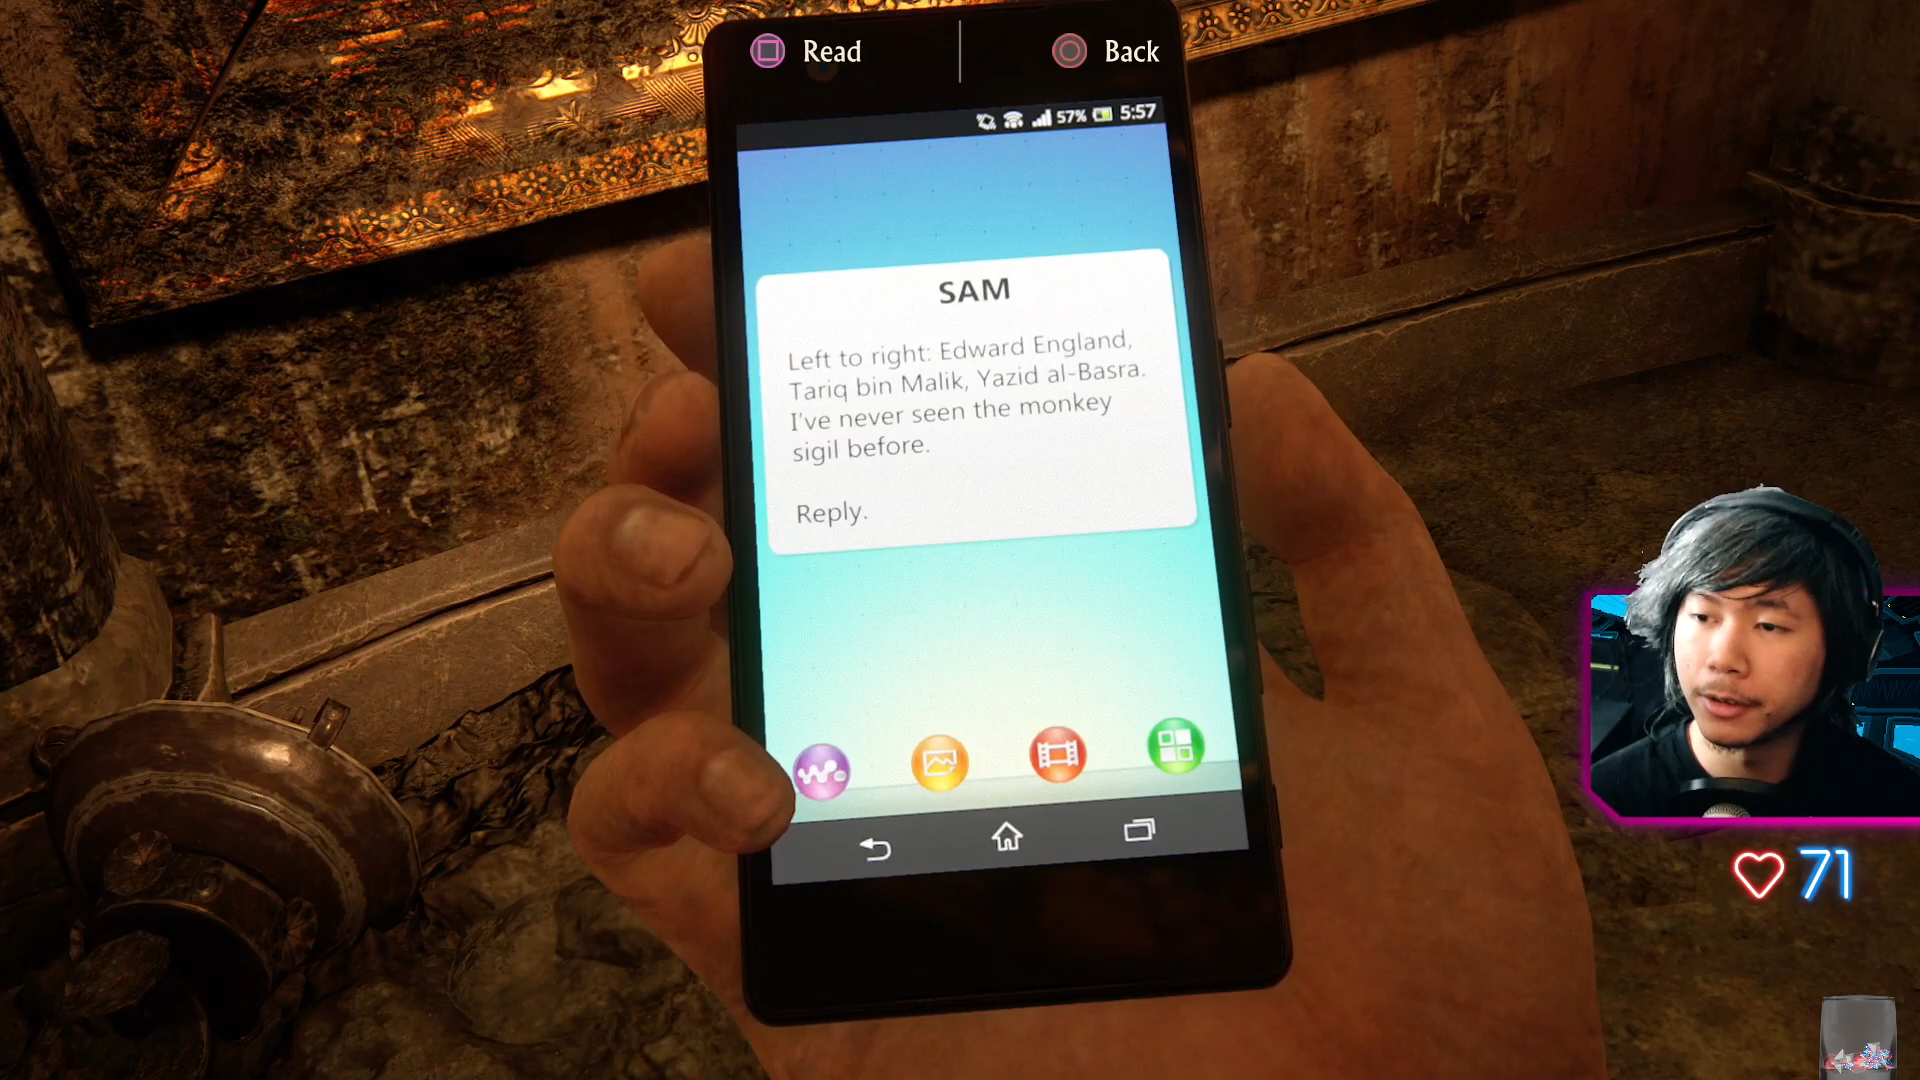 Read
Back
57% 5:57
SAM
Left to right: Edward England,
Tariq bin Malik, Yazid al-Basra.
I've never seen the monkey
sigil before.
Reply.
71